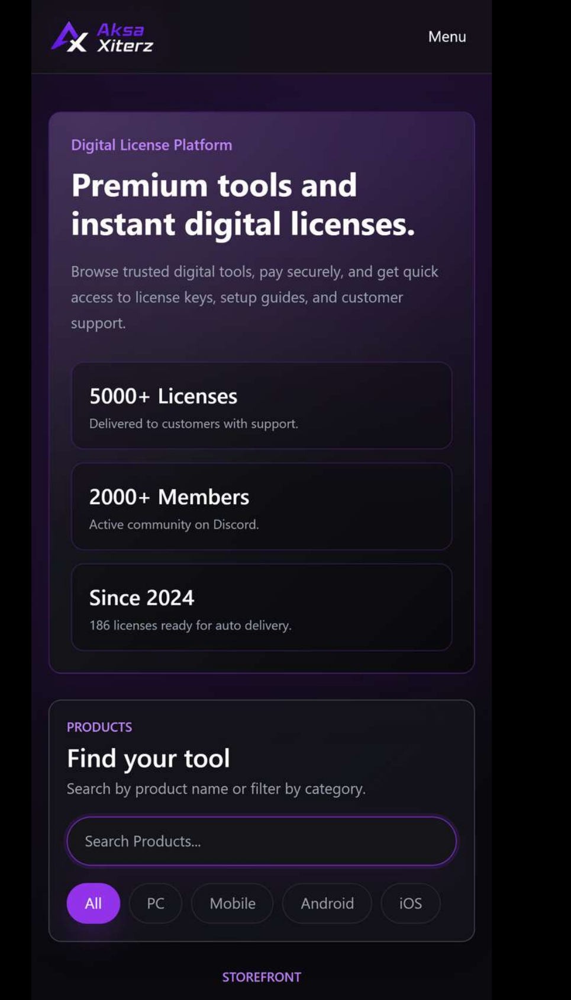 Aksa
Xiterz
Menu
Digital License Platform
Premium tools and
instant digital licenses.
Browse trusted digital tools, pay securely, and get quick
access to license keys, setup guides, and customer
support.
5000+ Licenses
Delivered to customers with support.
2000+ Members
Active community on Discord.
Since 2024
186 licenses ready for auto delivery.
PRODUCTS
Find your tool
Search by product name or filter by category.
Search Products...
All PC Mobile Android iOS
STOREFRONT